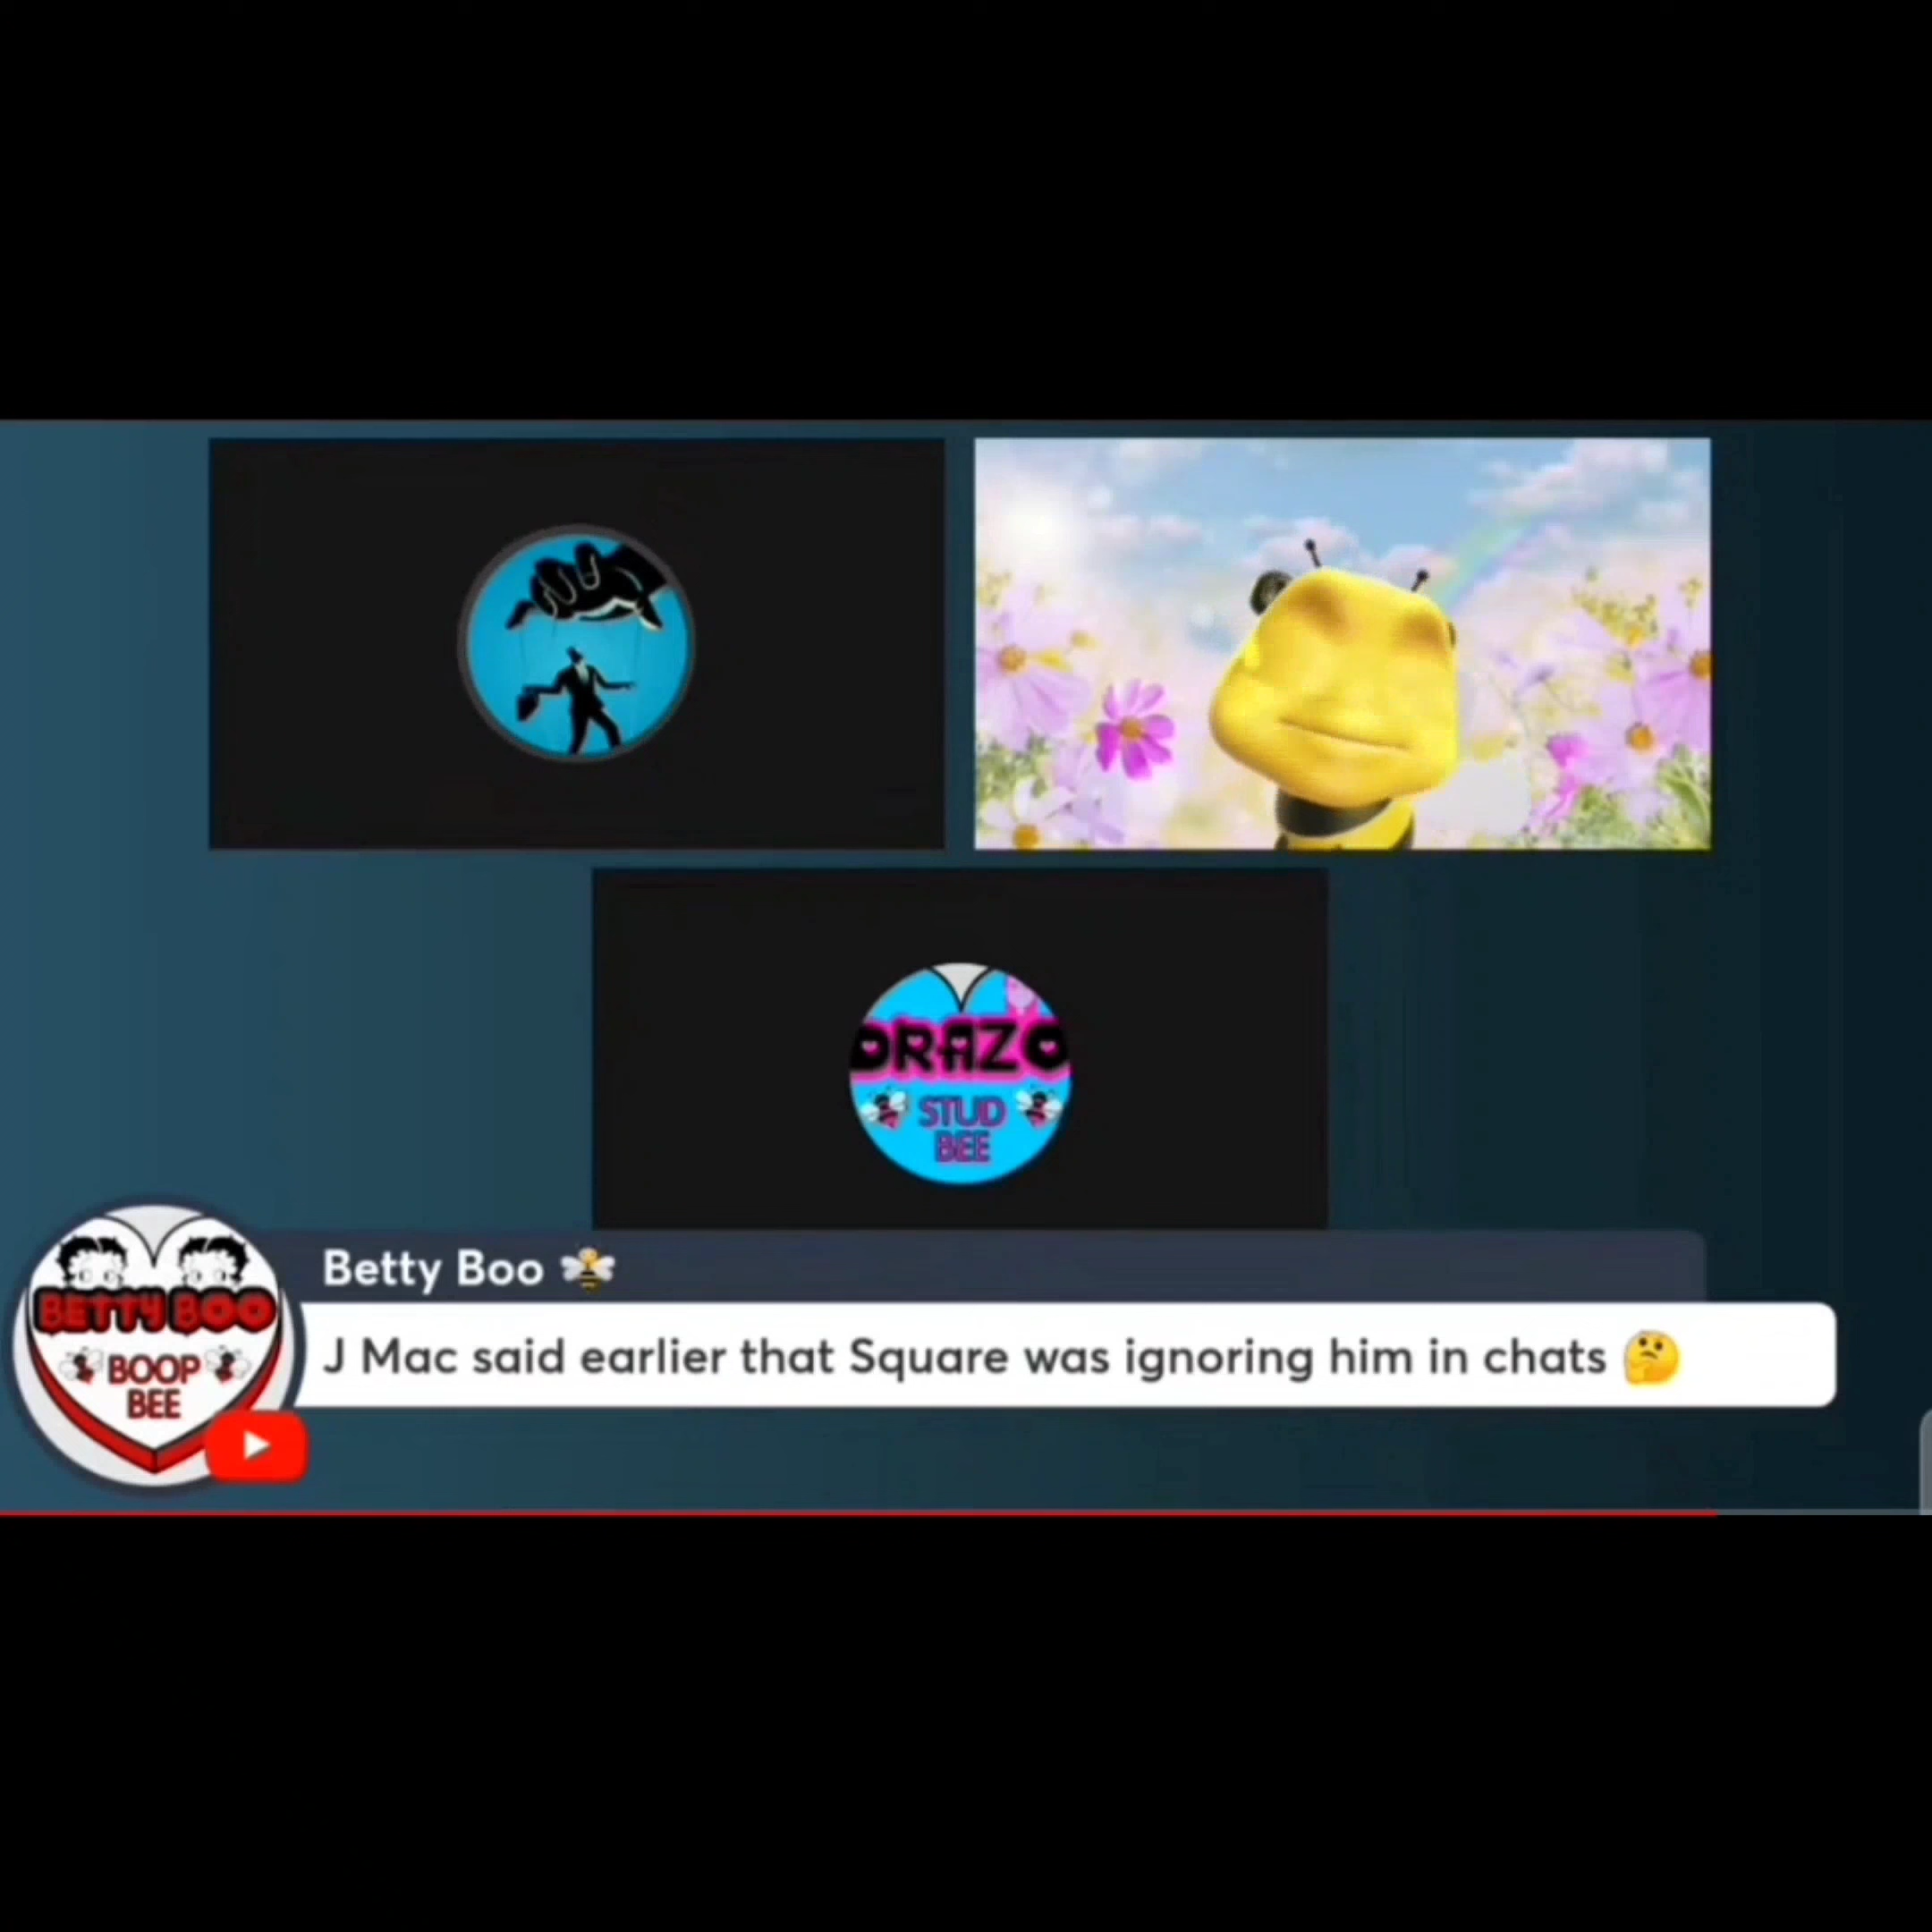 DRAZO
STUD
BEE
Betty Boo 🐝
BETTY BOO
BOOP
BEE
J Mac said earlier that Square was ignoring him in chats 🤔